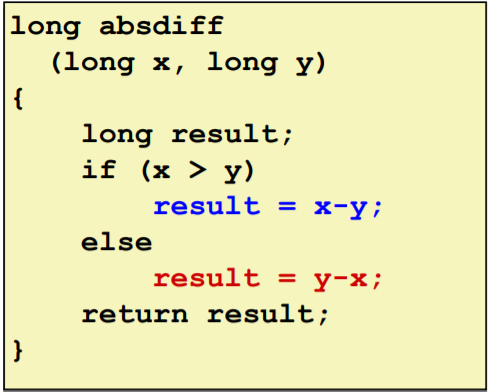 long absdiff
  (long x, long y)
{
    long result;
    if (x > y)
        result = x-y;
    else
        result = y-x;
    return result;
}